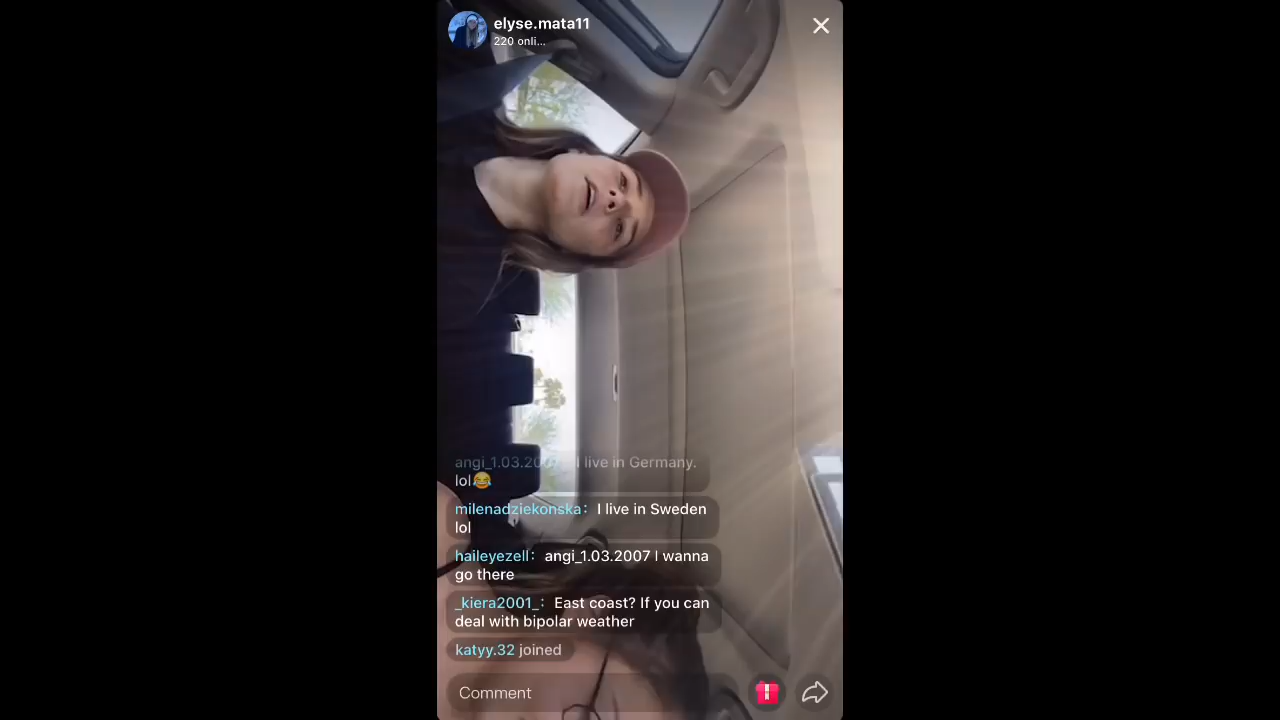 elyse.mata11
220 onli...
angi_1.03.2007 I live in Germany.
lol😂
milenadziekonska: I live in Sweden
lol
haileyezell: angi_1.03.2007 I wanna
go there
_kiera2001_: East coast? If you can
deal with bipolar weather
katyy.32 joined
Comment